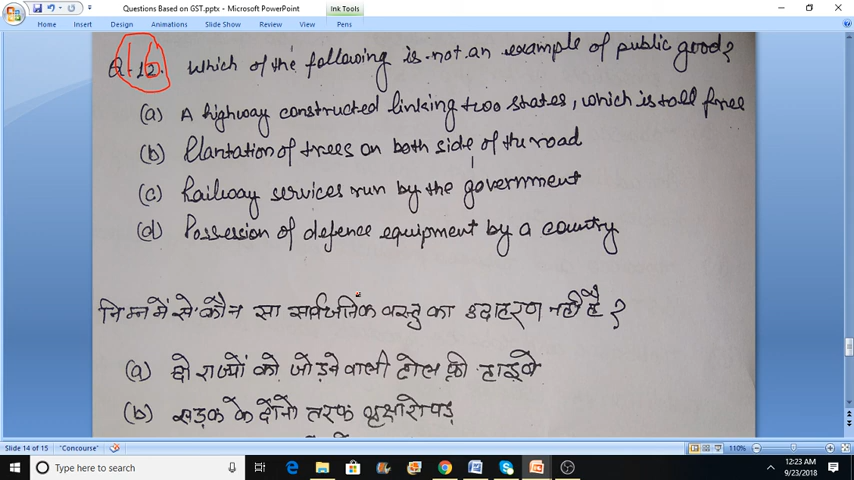 Questions Based on GST.pptx - Microsoft PowerPoint
Ink Tools
Home Insert Design Animations Slide Show Review View Pens
Q.12. Which of the following is not an example of public good?
(a) A highway constructed linking two states, which is toll free
(b) Plantation of trees on both side of the road
(c) Railway services run by the government
(d) Possession of defence equipment by a country
निम्न में से कौन सा सर्वजनिक वस्तु का उदाहरण नहीं है ?
(a) दो राज्यों को जोड़ने वाली टोल फ्री हाइवे
(b) सड़क के दोनों तरफ वृक्षारोपड़
Slide 14 of 15 "Concourse" 110%
Type here to search
12:23 AM
9/23/2018